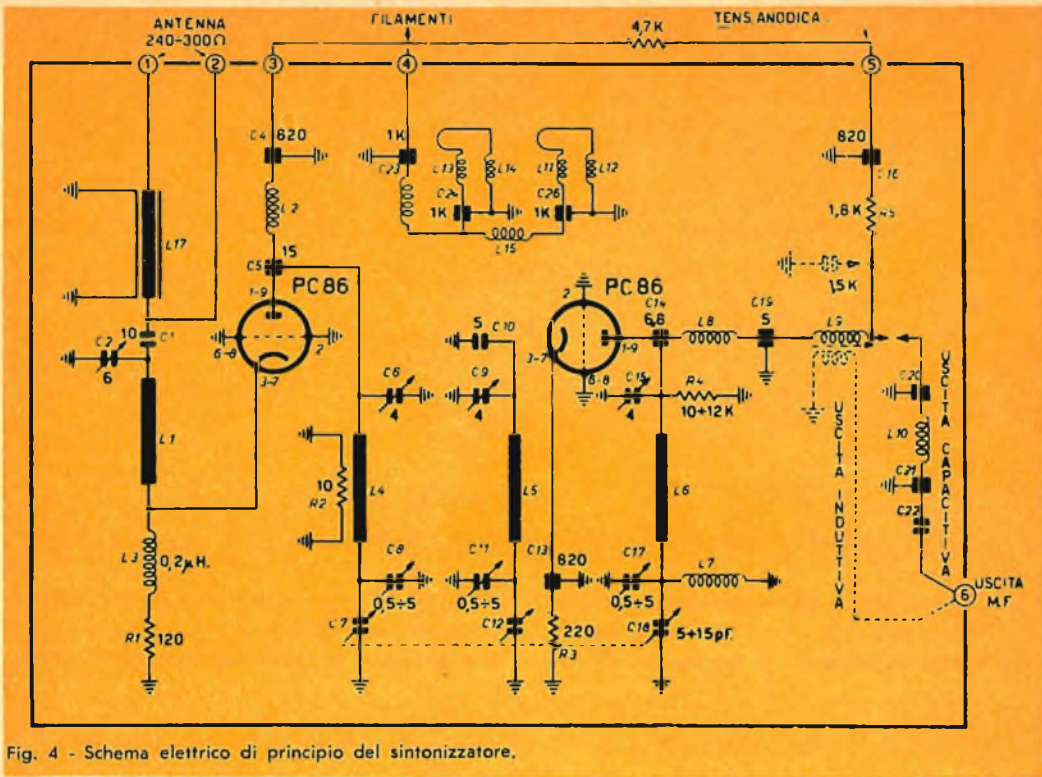 ANTENNA
240-300Ω
FILAMENTI
TENS. ANODICA
4,7 K
1
2
3
4
5
C4 820
1K
C23
L13
L14
L11
L12
C24
1K
C26
1K
L15
820
C16
1,8 K
R5
1,5K
L2
L17
15
C5
PC 86
1-9
6-8
2
3-7
10
C1
C2
6
L1
5
C10
C6
4
C9
4
PC 86
2
1-9
3-7
6-8
C14
6,6
L8
C19
5
L9
C15
4
R4
10÷12 K
C20
L10
C21
C22
USCITA CAPACITIVA
USCITA INDUTTIVA
10
R2
L4
L5
L6
L3
0,2µH.
R1
120
C8
0,5÷5
C11
0,5÷5
C13
820
C17
0,5÷5
L7
C7
C12
220
R3
C18
5÷15 pF.
6
USCITA
M.F
Fig. 4 - Schema elettrico di principio del sintonizzatore.